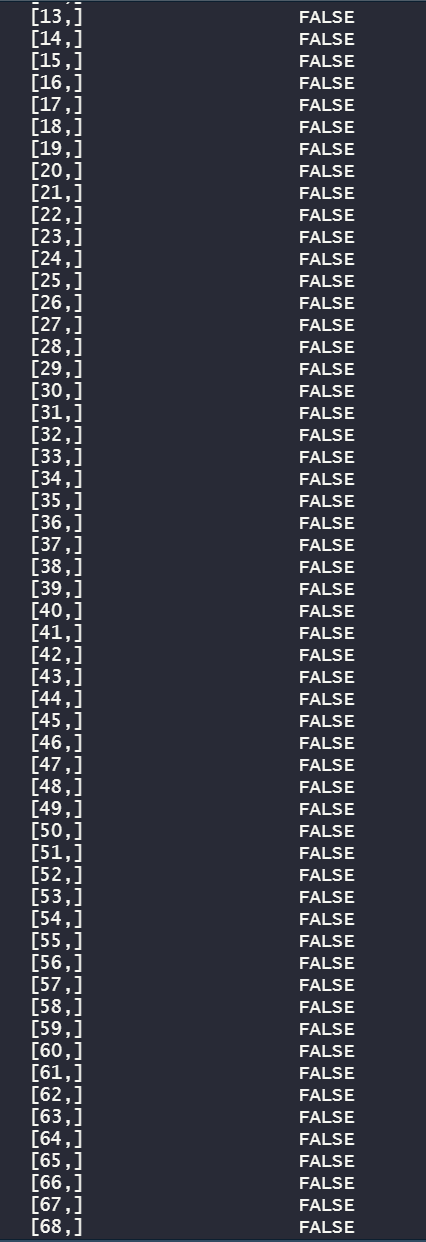 [13,] FALSE
[14,] FALSE
[15,] FALSE
[16,] FALSE
[17,] FALSE
[18,] FALSE
[19,] FALSE
[20,] FALSE
[21,] FALSE
[22,] FALSE
[23,] FALSE
[24,] FALSE
[25,] FALSE
[26,] FALSE
[27,] FALSE
[28,] FALSE
[29,] FALSE
[30,] FALSE
[31,] FALSE
[32,] FALSE
[33,] FALSE
[34,] FALSE
[35,] FALSE
[36,] FALSE
[37,] FALSE
[38,] FALSE
[39,] FALSE
[40,] FALSE
[41,] FALSE
[42,] FALSE
[43,] FALSE
[44,] FALSE
[45,] FALSE
[46,] FALSE
[47,] FALSE
[48,] FALSE
[49,] FALSE
[50,] FALSE
[51,] FALSE
[52,] FALSE
[53,] FALSE
[54,] FALSE
[55,] FALSE
[56,] FALSE
[57,] FALSE
[58,] FALSE
[59,] FALSE
[60,] FALSE
[61,] FALSE
[62,] FALSE
[63,] FALSE
[64,] FALSE
[65,] FALSE
[66,] FALSE
[67,] FALSE
[68,] FALSE